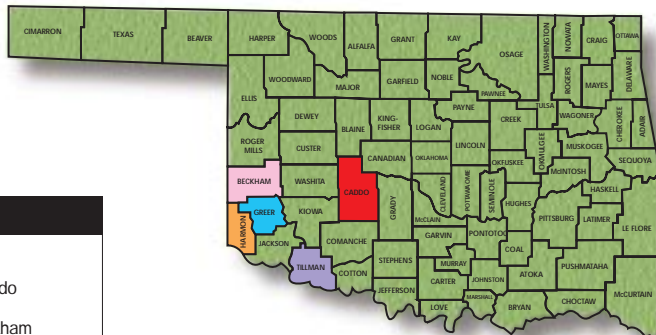 CIMARRON
TEXAS
BEAVER
HARPER
WOODS
ALFALFA
GRANT
KAY
OSAGE
WASHINGTON
NOWATA
CRAIG
OTTAWA
WOODWARD
MAJOR
GARFIELD
NOBLE
PAWNEE
ROGERS
MAYES
DELAWARE
ELLIS
DEWEY
BLAINE
KING-
FISHER
LOGAN
PAYNE
CREEK
TULSA
WAGONER
CHEROKEE
ADAIR
ROGER
MILLS
CUSTER
CANADIAN
OKLAHOMA
LINCOLN
OKFUSKEE
OKMULGEE
MUSKOGEE
SEQUOYA
BECKHAM
WASHITA
CADDO
GRADY
CLEVELAND
POTTAWATOMIE
SEMINOLE
HUGHES
McINTOSH
HASKELL
HARMON
GREER
KIOWA
McCLAIN
PITTSBURG
LATIMER
LE FLORE
JACKSON
COMANCHE
GARVIN
PONTOTOC
COAL
TILLMAN
COTTON
STEPHENS
MURRAY
JOHNSTON
ATOKA
PUSHMATAHA
McCURTAIN
JEFFERSON
CARTER
LOVE
MARSHALL
BRYAN
CHOCTAW
do
ham